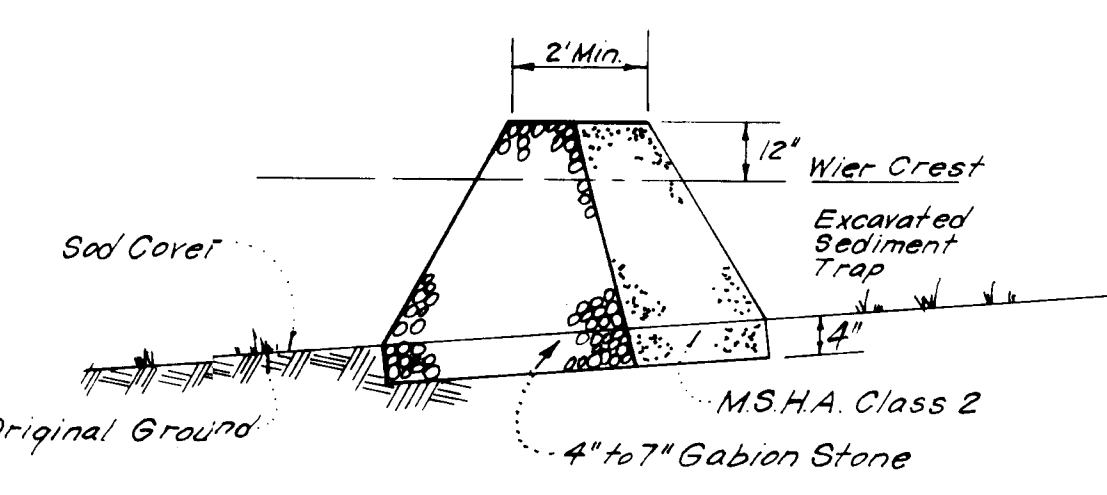 2' Min.
12"
Wier Crest
Excavated
Sediment
Trap
Sod Cover
4"
M.S.H.A. Class 2
Original Ground
4" to 7" Gabion Stone